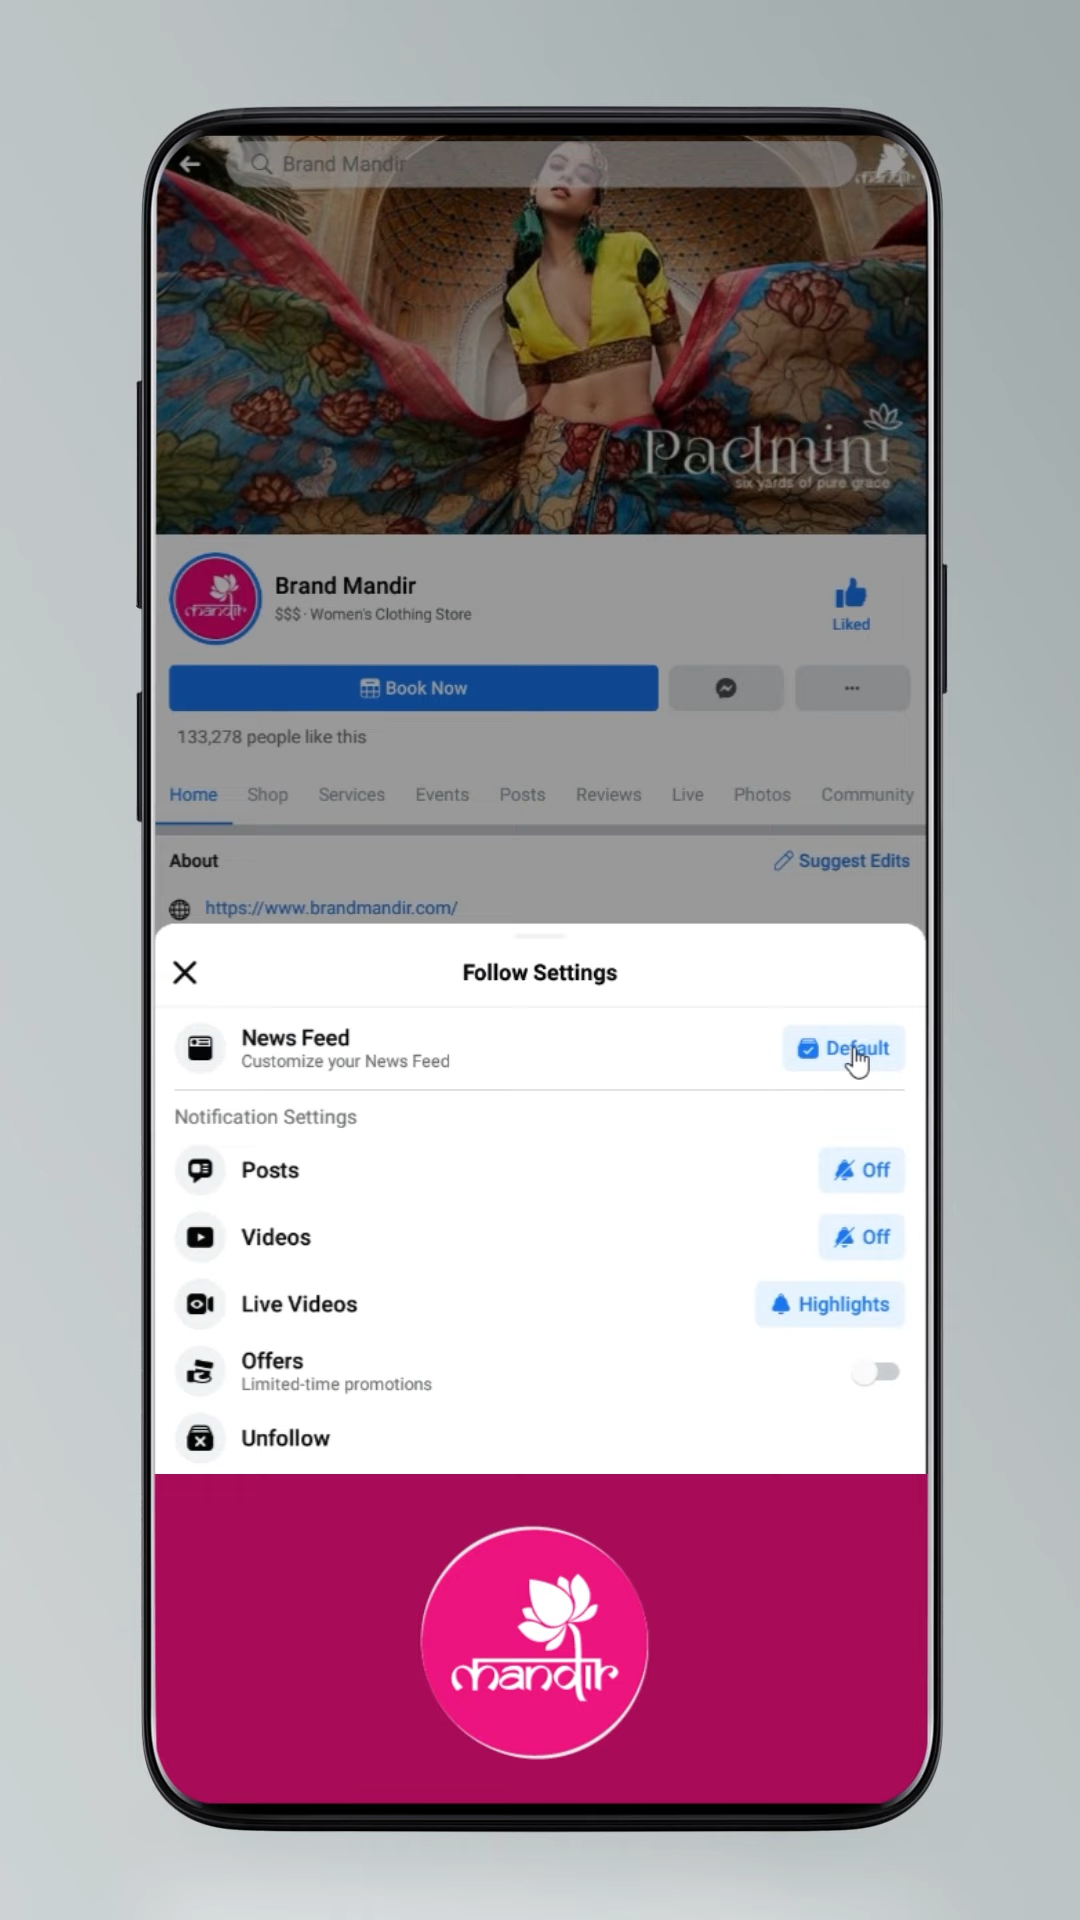 Brand Mandir
mandir
Padmini
six yards of pure grace
mandir
Brand Mandir
$$$ · Women's Clothing Store
Liked
Book Now
133,278 people like this
Home Shop Services Events Posts Reviews Live Photos Community
About
Suggest Edits
https://www.brandmandir.com/
Follow Settings
News Feed
Customize your News Feed
Default
Notification Settings
Posts
Off
Videos
Off
Live Videos
Highlights
Offers
Limited-time promotions
Unfollow
mandir